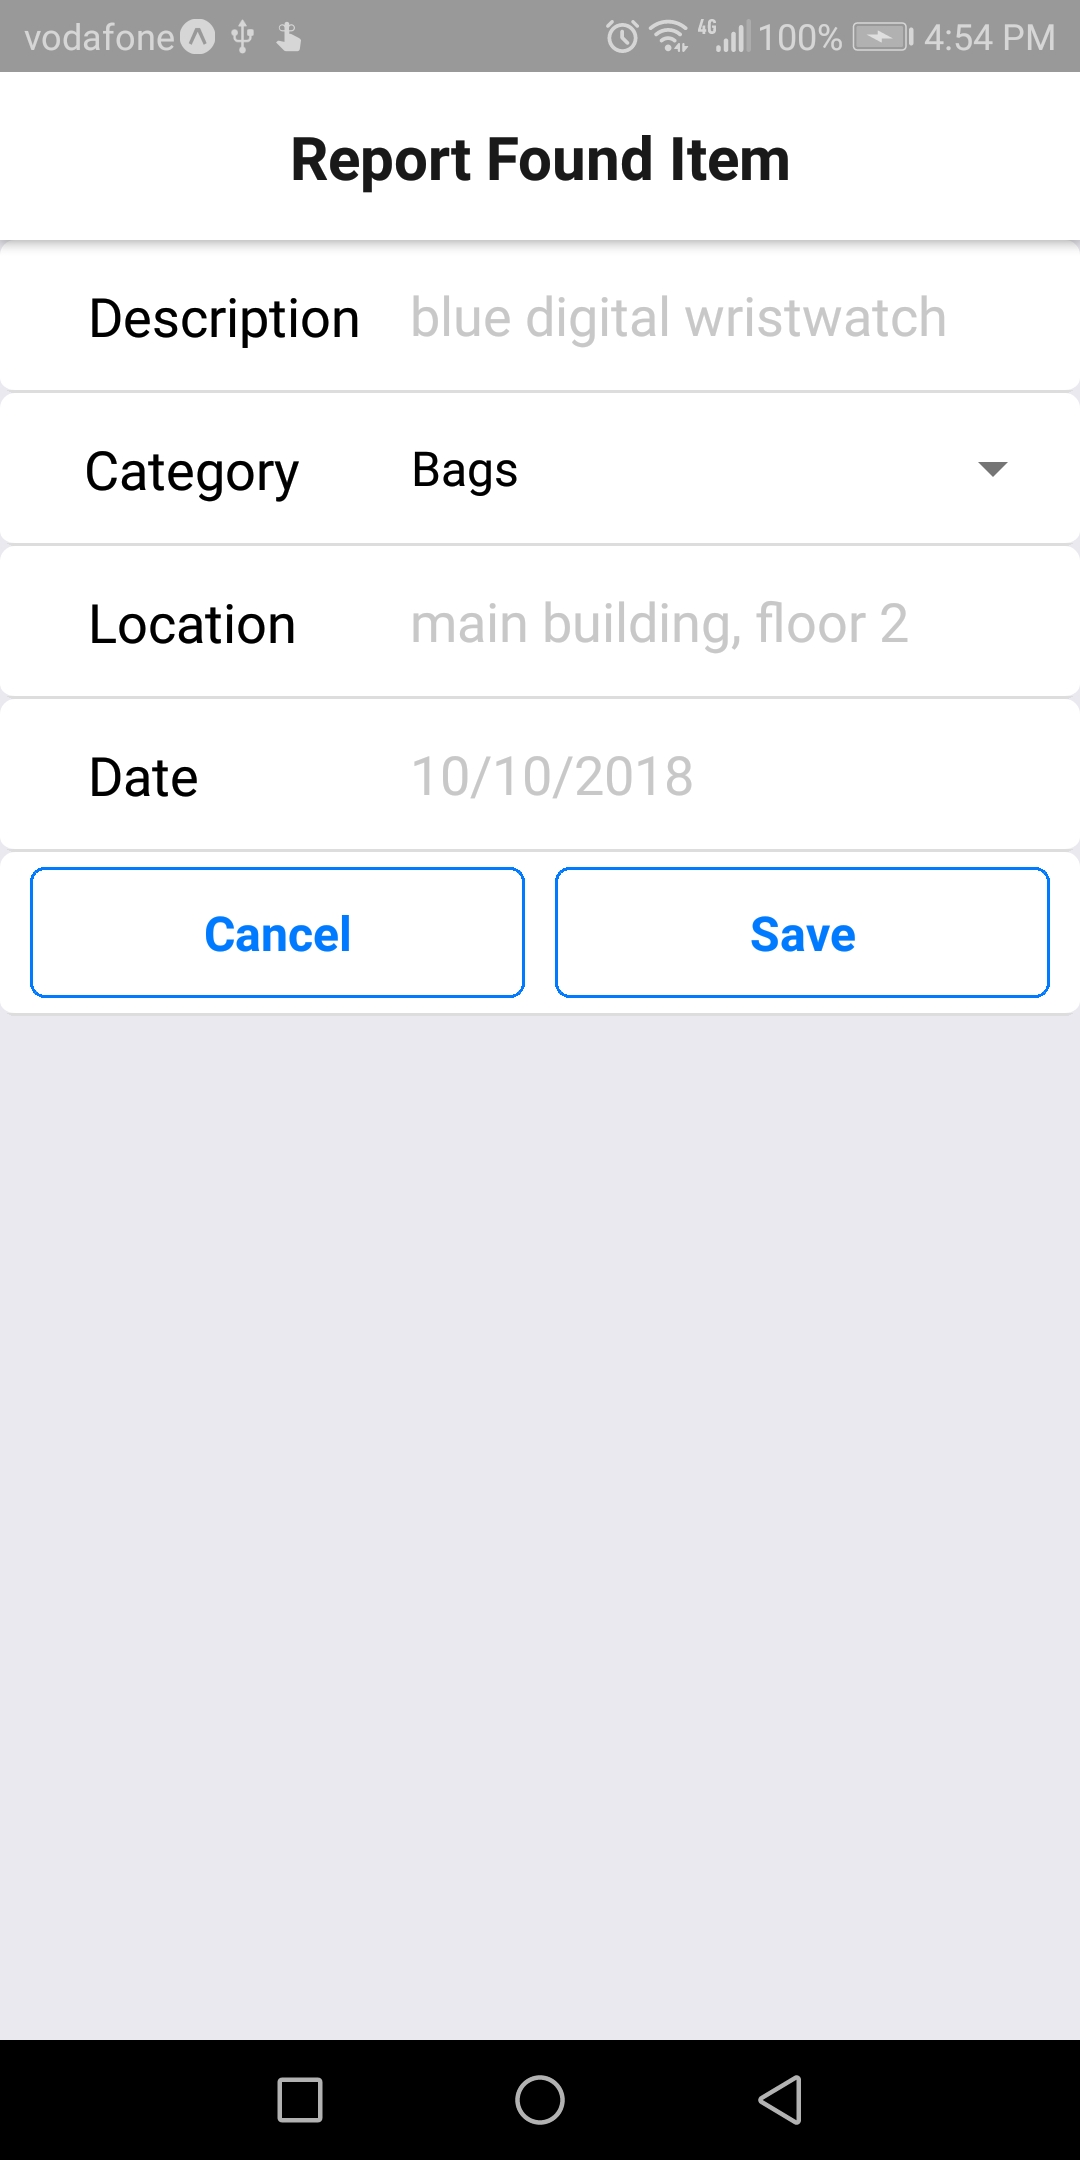 vodafone 4G 100% 4:54 PM
Report Found Item
Description blue digital wristwatch
Category Bags
Location main building, floor 2
Date 10/10/2018
Cancel Save